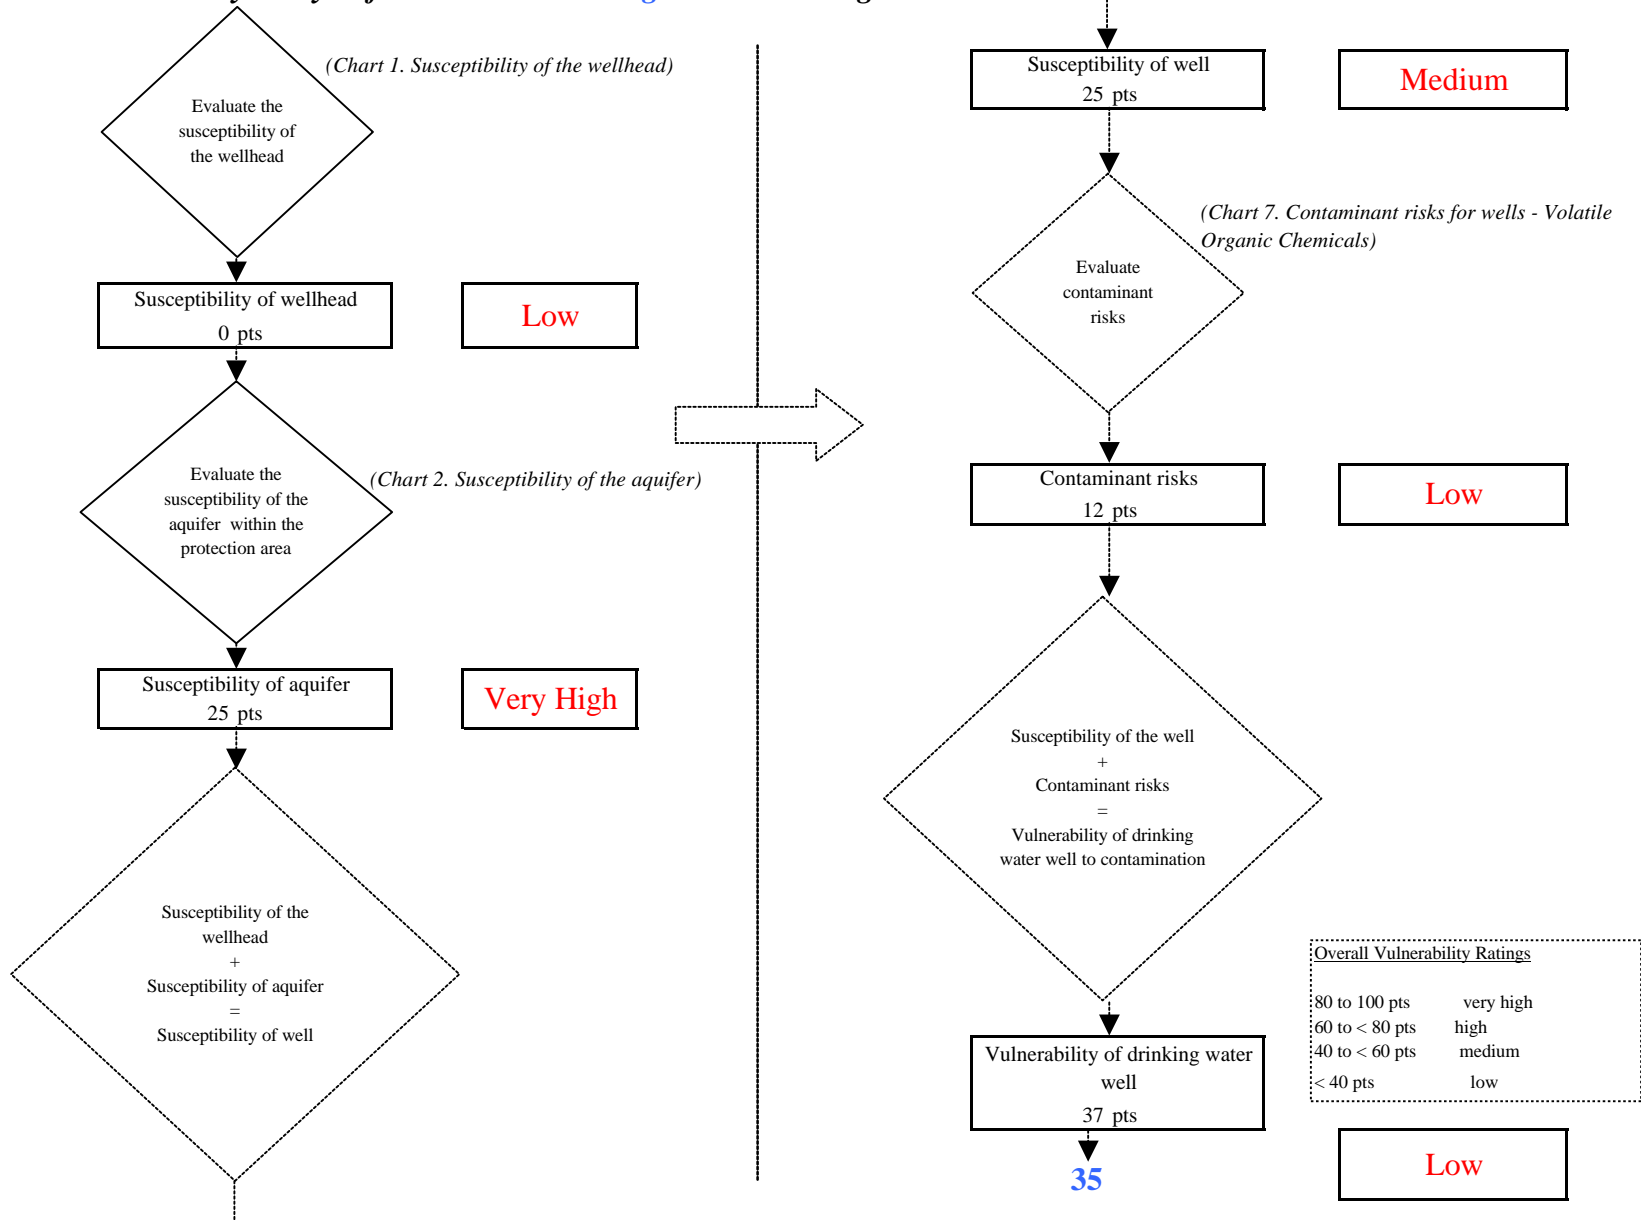 (Chart 1. Susceptibility of the wellhead)
Evaluate the
susceptibility of
the wellhead
Susceptibility of wellhead
0 pts
Low
Evaluate the
susceptibility of the
aquifer within the
protection area
(Chart 2. Susceptibility of the aquifer)
Susceptibility of aquifer
25 pts
Very High
Susceptibility of the
wellhead
+
Susceptibility of aquifer
=
Susceptibility of well
Susceptibility of well
25 pts
Medium
(Chart 7. Contaminant risks for wells - Volatile
Organic Chemicals)
Evaluate
contaminant
risks
Contaminant risks
12 pts
Low
Susceptibility of the well
+
Contaminant risks
=
Vulnerability of drinking
water well to contamination
Overall Vulnerability Ratings
80 to 100 pts very high
60 to < 80 pts high
40 to < 60 pts medium
< 40 pts low
Vulnerability of drinking water
well
37 pts
35
Low